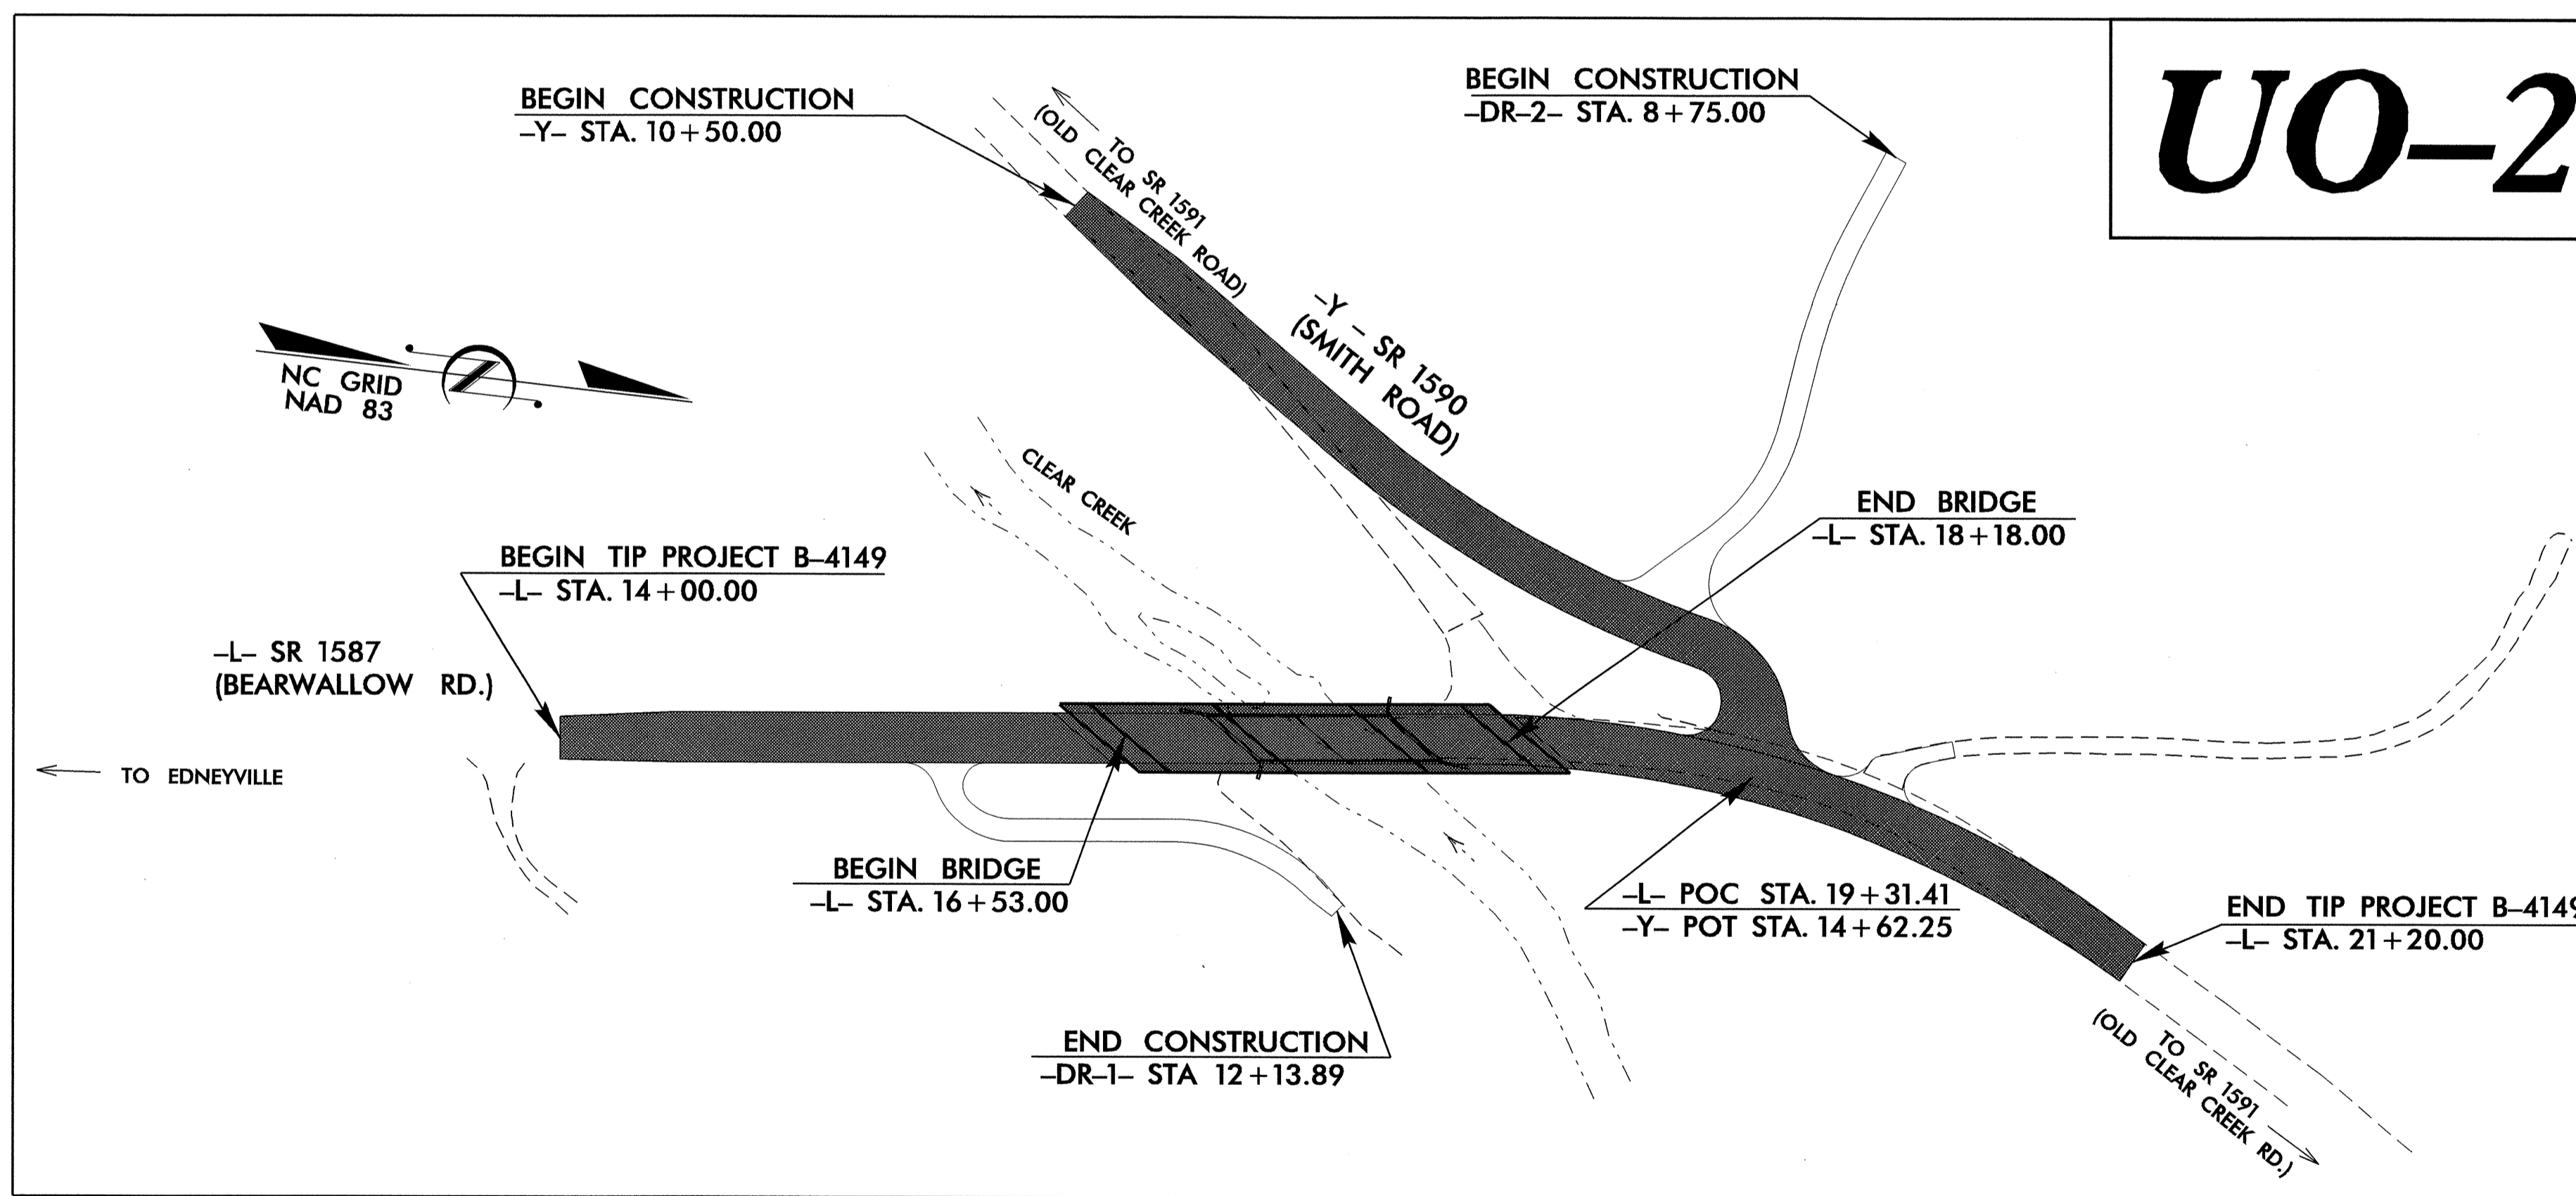 BEGIN CONSTRUCTION
–Y– STA. 10+50.00
TO SR 1591
(OLD CLEAR CREEK ROAD)
BEGIN CONSTRUCTION
–DR–2– STA. 8+75.00
UO–2
–Y – SR 1590
(SMITH ROAD)
NC GRID
NAD 83
CLEAR CREEK
END BRIDGE
–L– STA. 18+18.00
BEGIN TIP PROJECT B–4149
–L– STA. 14+00.00
–L– SR 1587
(BEARWALLOW RD.)
TO EDNEYVILLE
BEGIN BRIDGE
–L– STA. 16+53.00
–L– POC STA. 19+31.41
–Y– POT STA. 14+62.25
END TIP PROJECT B–4149
–L– STA. 21+20.00
END CONSTRUCTION
–DR–1– STA 12+13.89
TO SR 1591
(OLD CLEAR CREEK RD.)